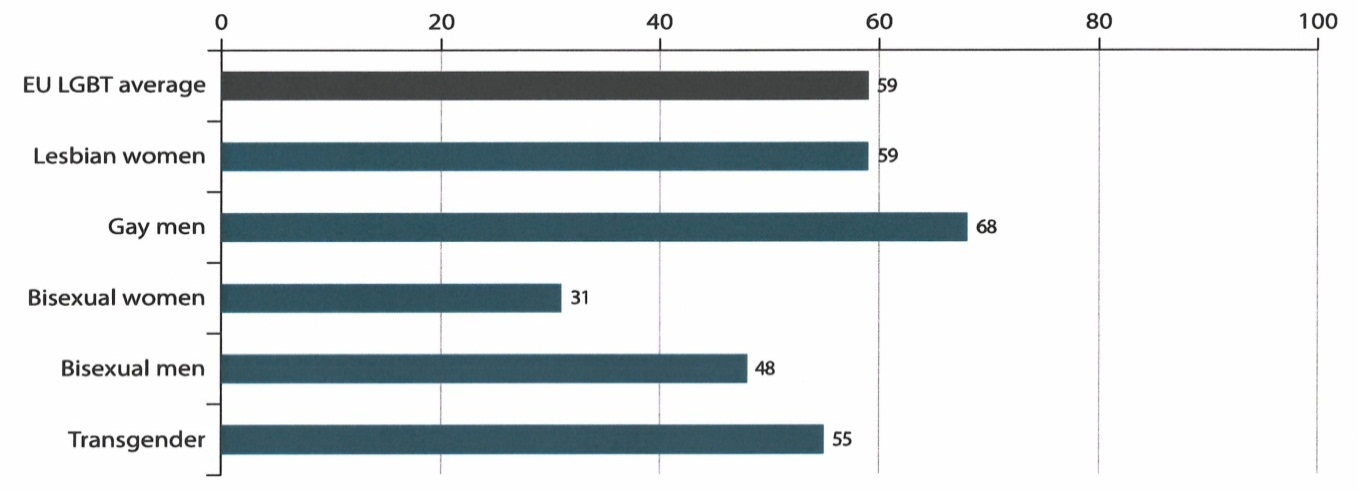 0 20 40 60 80 100
EU LGBT average 59
Lesbian women 59
Gay men 68
Bisexual women 31
Bisexual men 48
Transgender 55